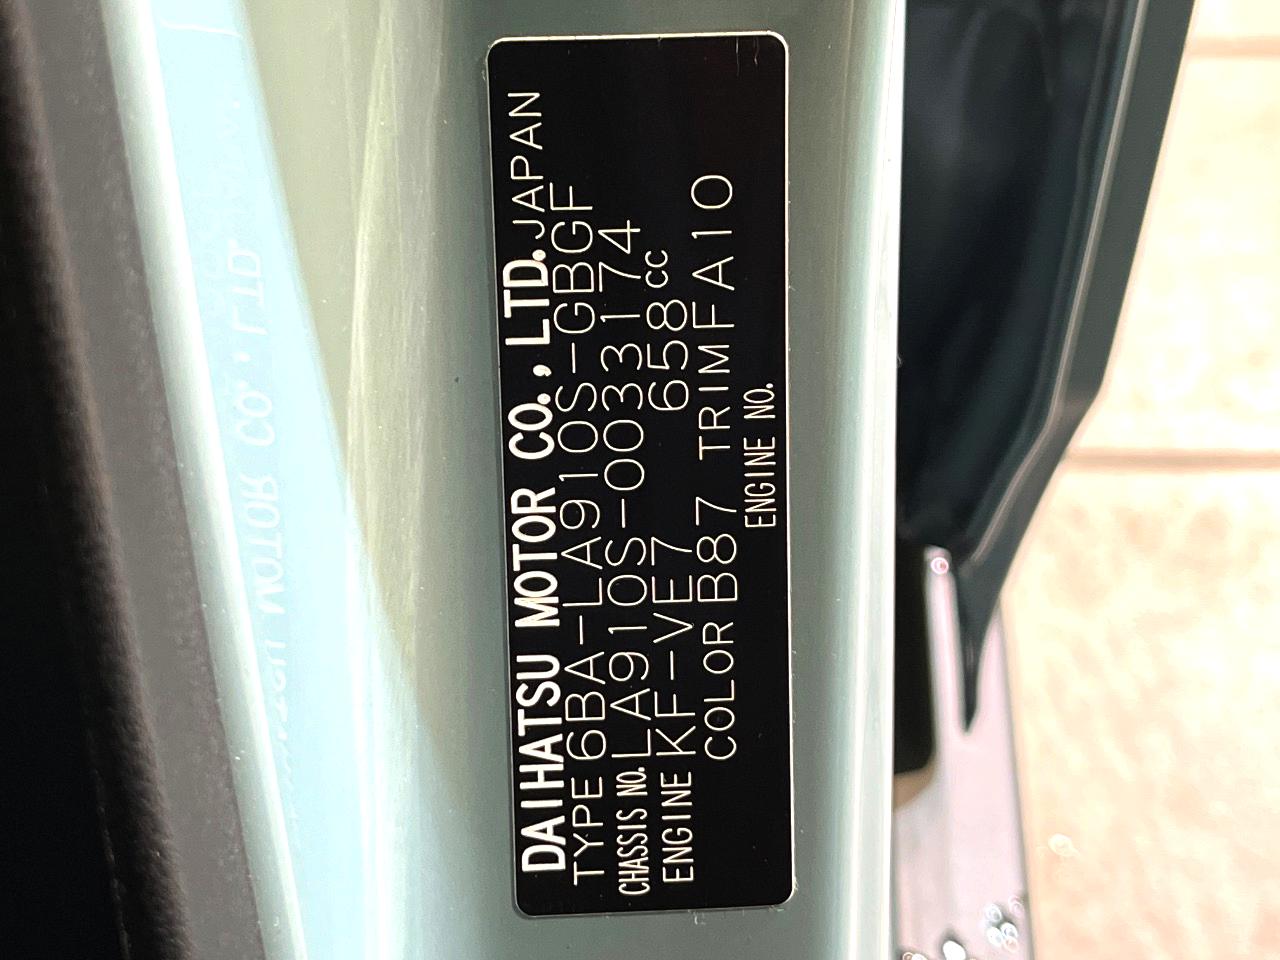 DAIHATSU MOTOR CO., LTD. JAPAN
TYPE 6BA-LA910S-GBGF
CHASSIS NO. LA910S-0033174
ENGINE KF-VE7 658cc
COLOR B87 TRIM FA10
ENGINE NO.